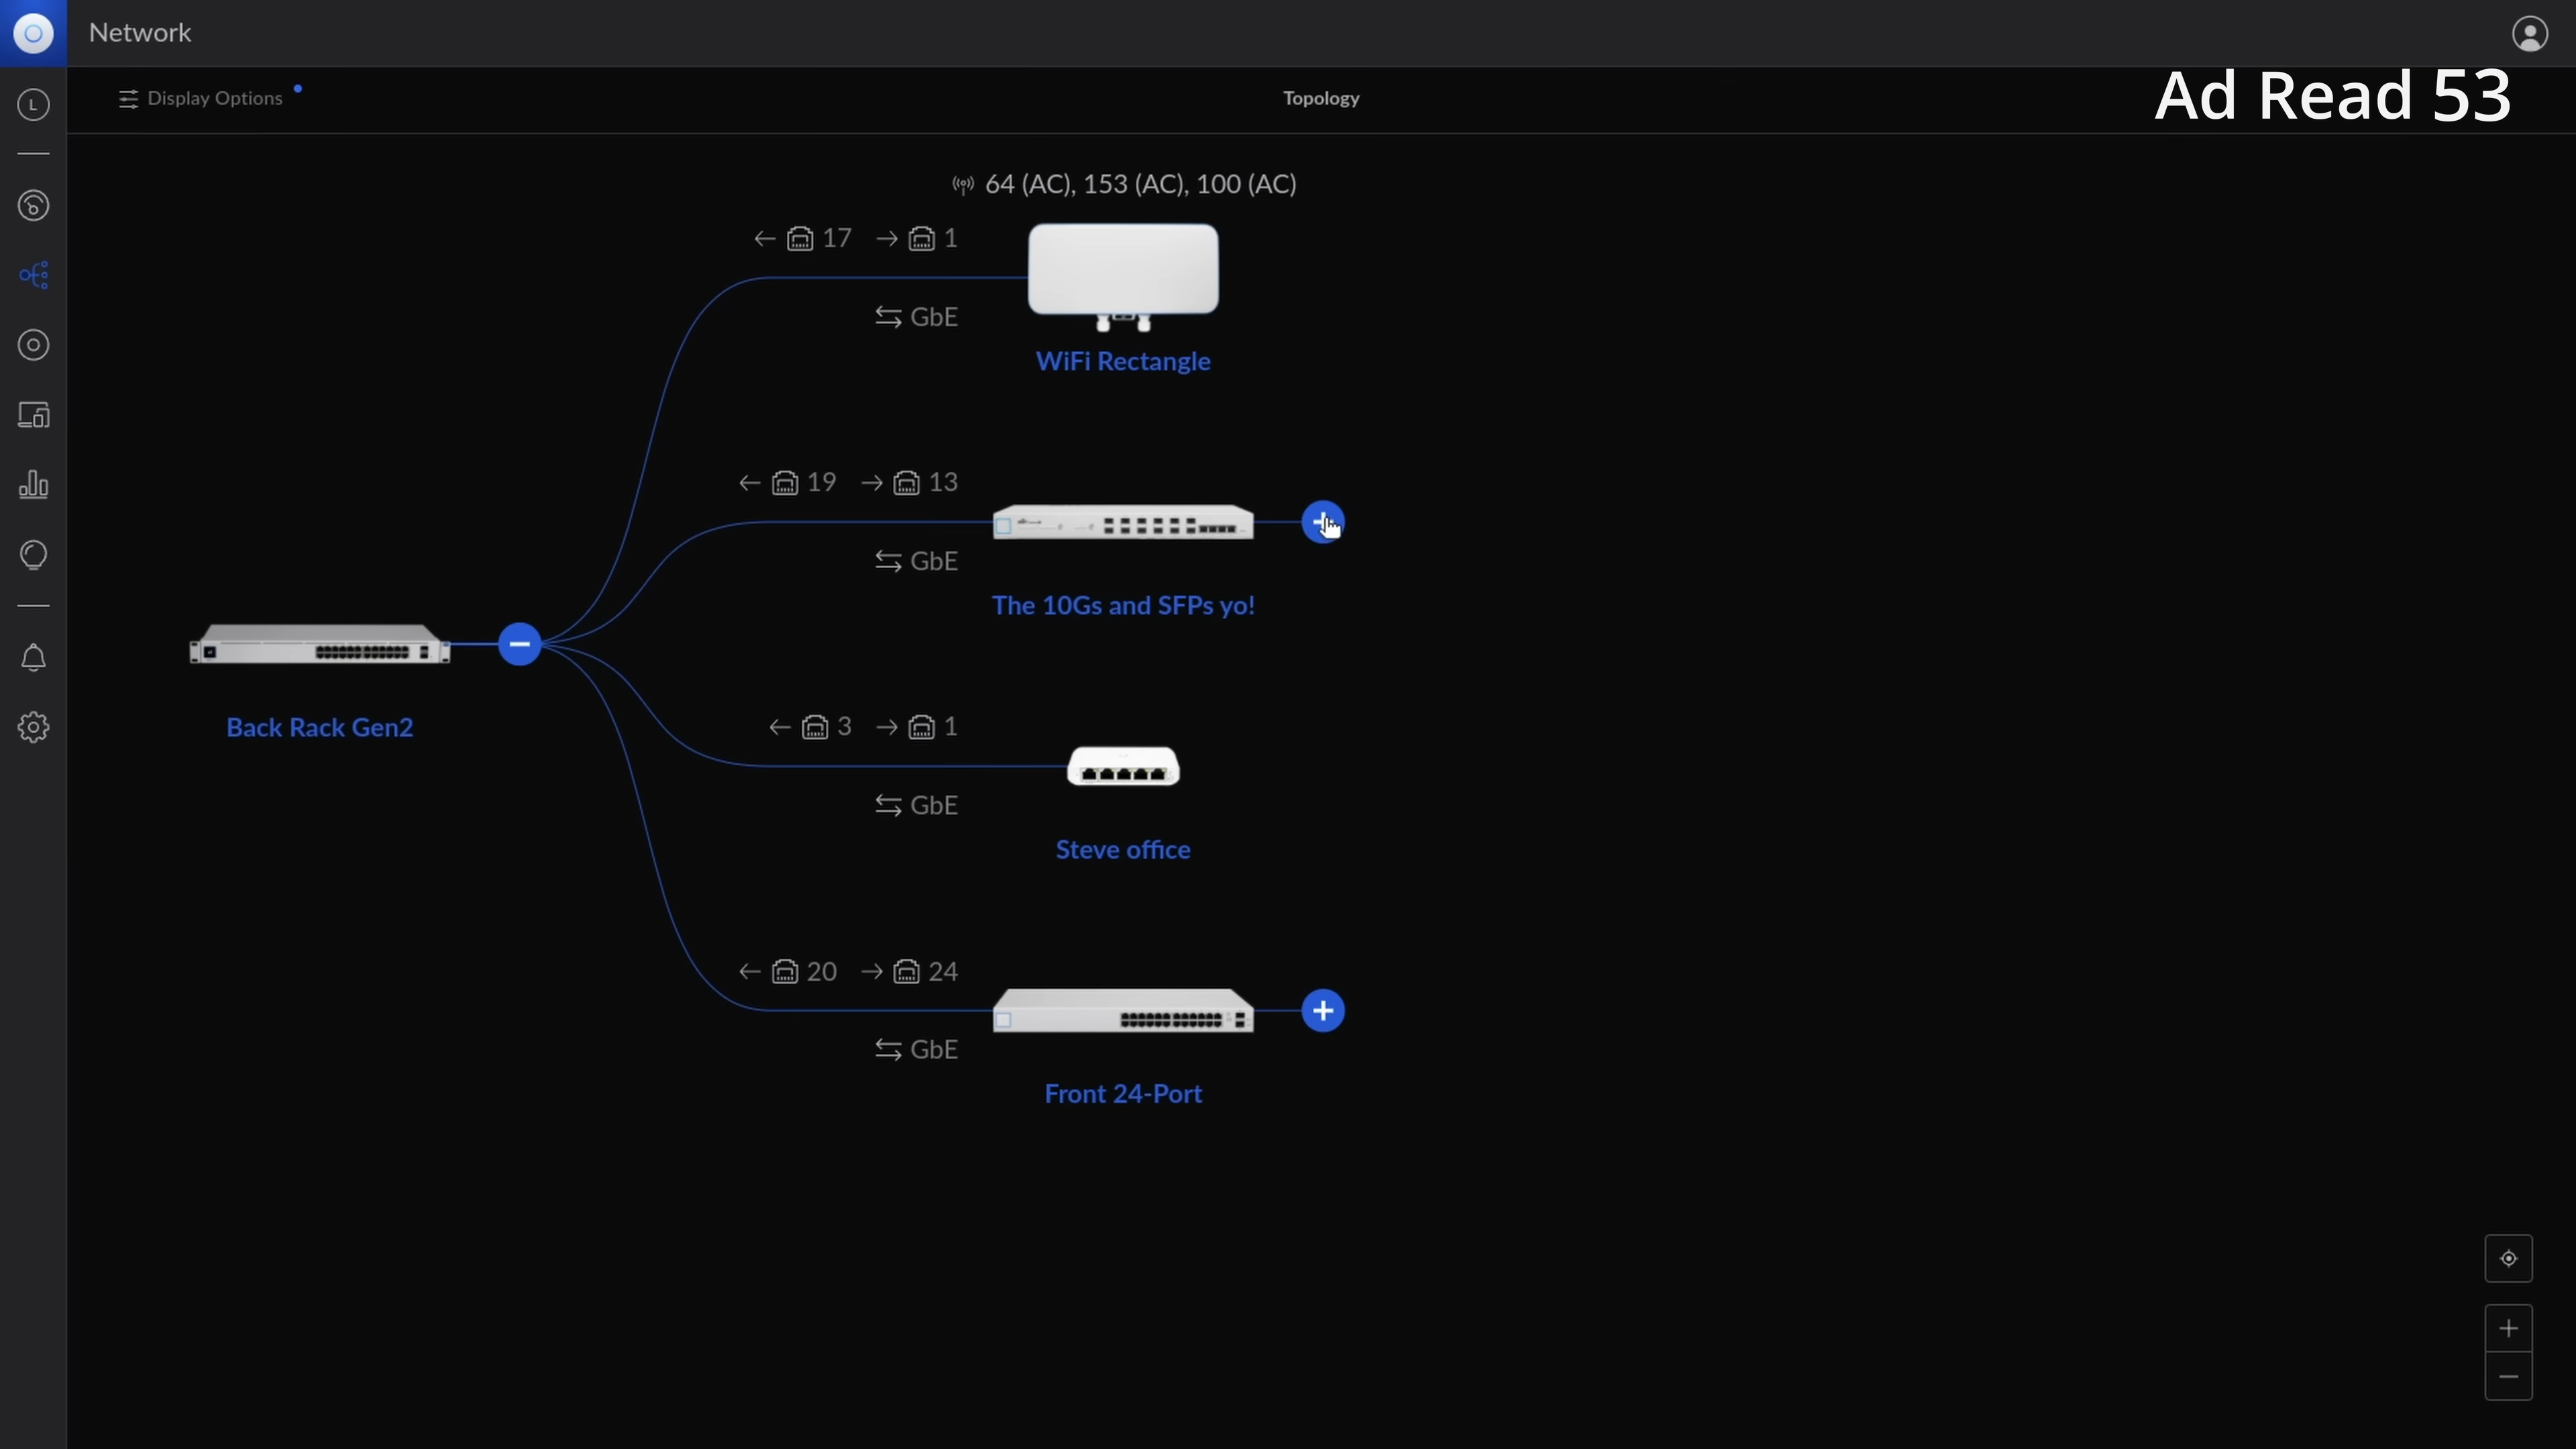 Network
L
Display Options
Topology
Ad Read 53
64 (AC), 153 (AC), 100 (AC)
← 17 → 1
GbE
WiFi Rectangle
← 19 → 13
GbE
The 10Gs and SFPs yo!
Back Rack Gen2
← 3 → 1
GbE
Steve office
← 20 → 24
GbE
Front 24-Port